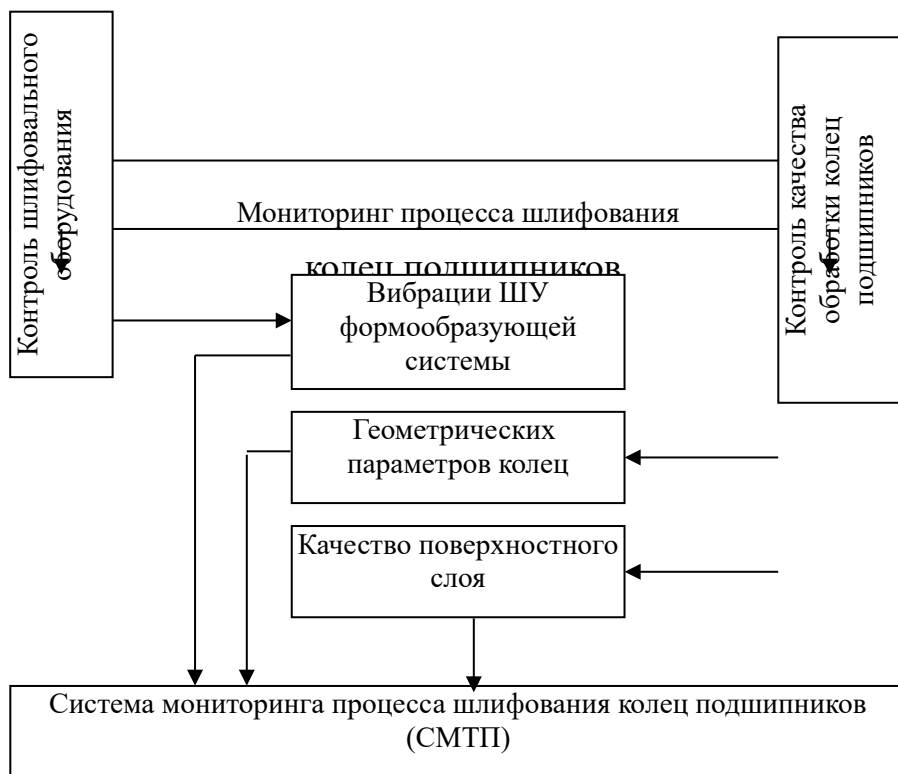 Контроль шлифовального
оборудования
Мониторинг процесса шлифования
колец подшипников
Вибрации ШУ
формообразующей
системы
Геометрических
параметров колец
Качество поверхностного
слоя
Контроль качества
обработки колец
подшипников
Система мониторинга процесса шлифования колец подшипников
(СМТП)